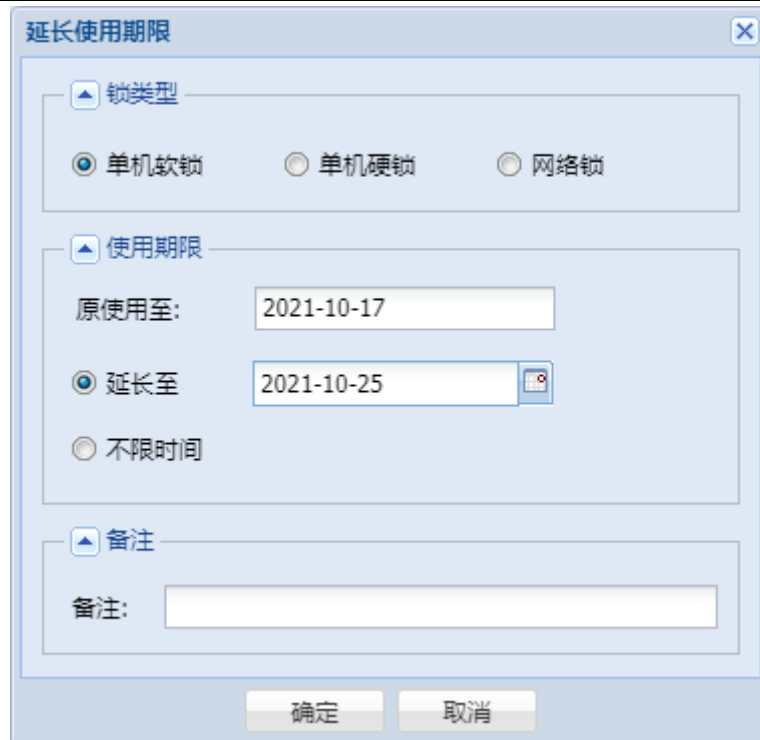 延长使用期限
锁类型
单机软锁 单机硬锁 网络锁
使用期限
原使用至: 2021-10-17
延长至 2021-10-25
不限时间
备注
备注:
确定 取消